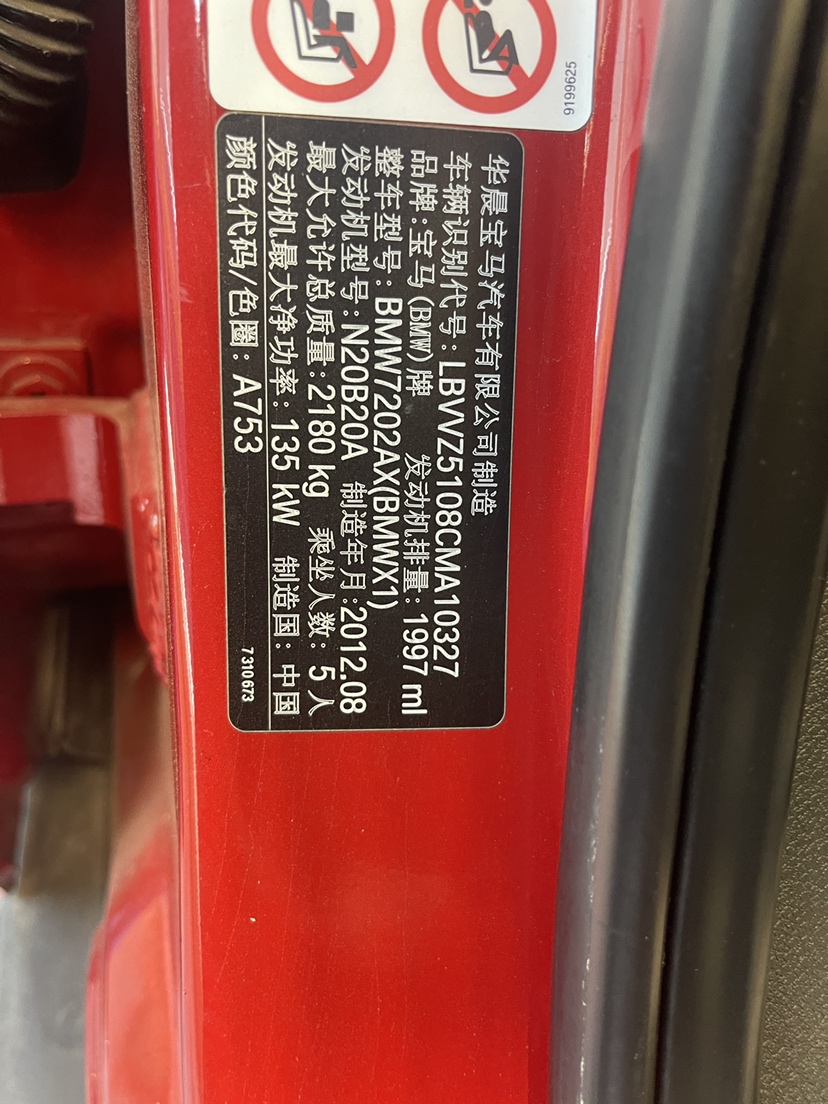 9199625
华晨宝马汽车有限公司制造
车辆识别代号: LBVVZ5108CMA10327
品牌:宝马(BMW)牌 发动机排量: 1997 ml
整车型号: BMW7202AX(BMWX1)
发动机型号: N20B20A 制造年月:2012.08
最大允许总质量: 2180 kg 乘坐人数: 5 人
发动机最大净功率: 135 kW 制造国: 中国
颜色代码/色圈: A753
7 310 673